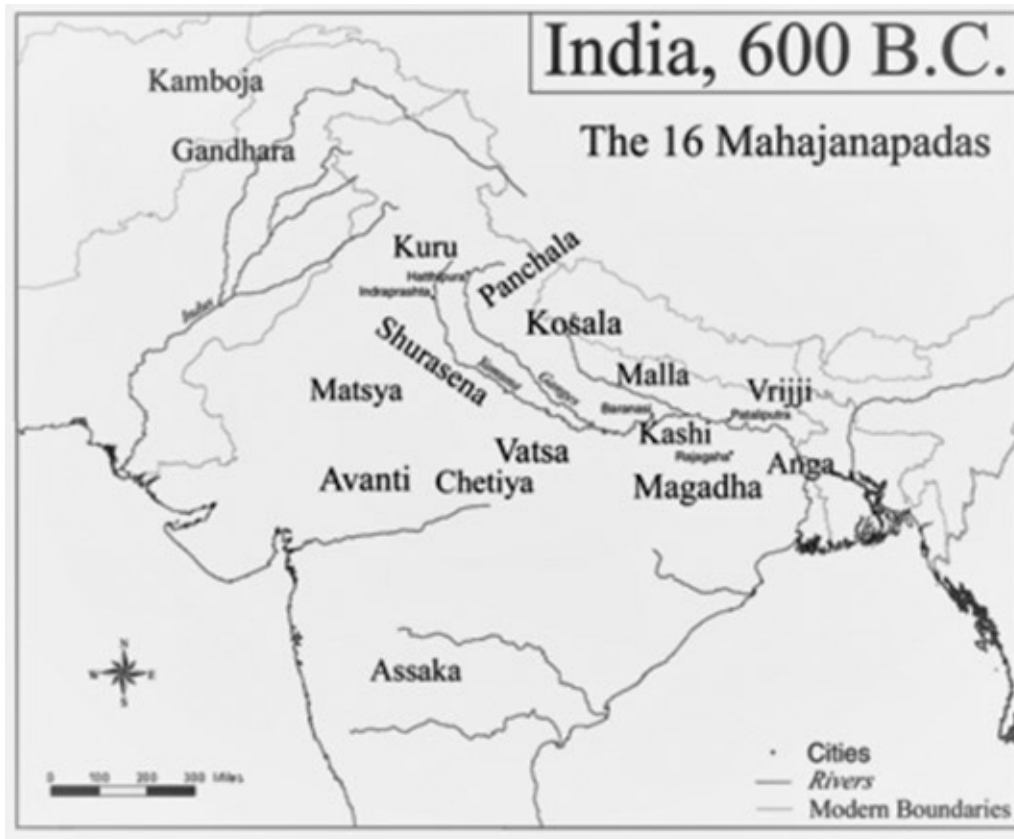 India, 600 B.C.
The 16 Mahajanapadas
Kamboja
Gandhara
Kuru
Panchala
Hatthipura
Indraprashta
Indus
Kosala
Shurasena
Malla
Matsya
Yamuna
Ganges
Vrijji
Baranasi
Pataliputra
Kashi
Vatsa
Rajagaha
Anga
Avanti
Chetiya
Magadha
Assaka
N
W E
S
0 100 200 300 Miles
Cities
Rivers
Modern Boundaries